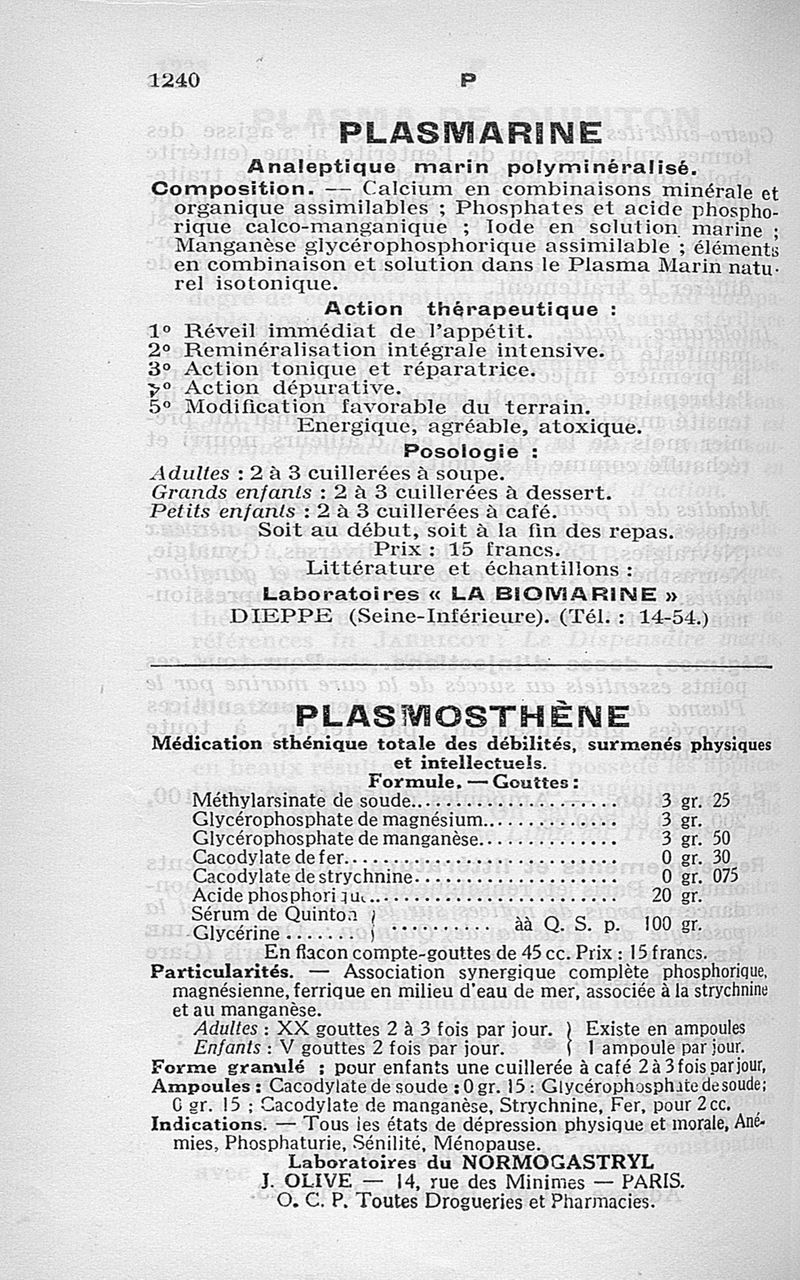 1240 P
PLASMARINE
Analeptique marin polyminéralisé.
Composition. — Calcium en combinaisons minérale et
organique assimilables ; Phosphates et acide phospho-
rique calco-manganique ; Iode en solution marine ;
Manganèse glycérophosphorique assimilable ; éléments
en combinaison et solution dans le Plasma Marin natu-
rel isotonique.
Action thérapeutique :
1º Réveil immédiat de l'appétit.
2º Reminéralisation intégrale intensive.
3º Action tonique et réparatrice.
º Action dépurative.
5º Modification favorable du terrain.
Energique, agréable, atoxique.
Posologie :
Adultes : 2 à 3 cuillerées à soupe.
Grands enfants : 2 à 3 cuillerées à dessert.
Petits enfants : 2 à 3 cuillerées à café.
Soit au début, soit à la fin des repas.
Prix : 15 francs.
Littérature et échantillons :
Laboratoires « LA BIOMARINE »
DIEPPE (Seine-Inférieure). (Tél. : 14-54.)
PLASMOSTHÈNE
Médication sthénique totale des débilités, surmenés physiques
et intellectuels.
Formule. — Gouttes :
Méthylarsinate de soude.................... 3 gr. 25
Glycérophosphate de magnésium.............. 3 gr.
Glycérophosphate de manganèse.............. 3 gr. 50
Cacodylate de fer.......................... 0 gr. 30
Cacodylate de strychnine................... 0 gr. 075
Acide phosphorique......................... 20 gr.
Sérum de Quinton }
Glycérine ....... } .......... àà Q. S. p. 100 gr.
En flacon compte-gouttes de 45 cc. Prix : 15 francs.
Particularités. — Association synergique complète phosphorique,
magnésienne, ferrique en milieu d'eau de mer, associée à la strychnine
et au manganèse.
Adultes : XX gouttes 2 à 3 fois par jour. } Existe en ampoules
Enfants : V gouttes 2 fois par jour. } 1 ampoule par jour.
Forme granulé : pour enfants une cuillerée à café 2 à 3 fois par jour,
Ampoules : Cacodylate de soude : 0 gr. 15 : Glycérophosphate de soude ;
0 gr. 15 ; Cacodylate de manganèse, Strychnine, Fer, pour 2 cc.
Indications. — Tous les états de dépression physique et morale, Ané-
mies, Phosphaturie, Sénilité, Ménopause.
Laboratoires du NORMOGASTRYL
J. OLIVE — 14, rue des Minimes — PARIS.
O. C. P. Toutes Drogueries et Pharmacies.